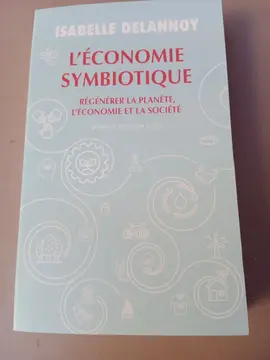 ISABELLE DELANNOY
L'ÉCONOMIE
SYMBIOTIQUE
RÉGÉNÉRER LA PLANÈTE,
L'ÉCONOMIE ET LA SOCIÉTÉ